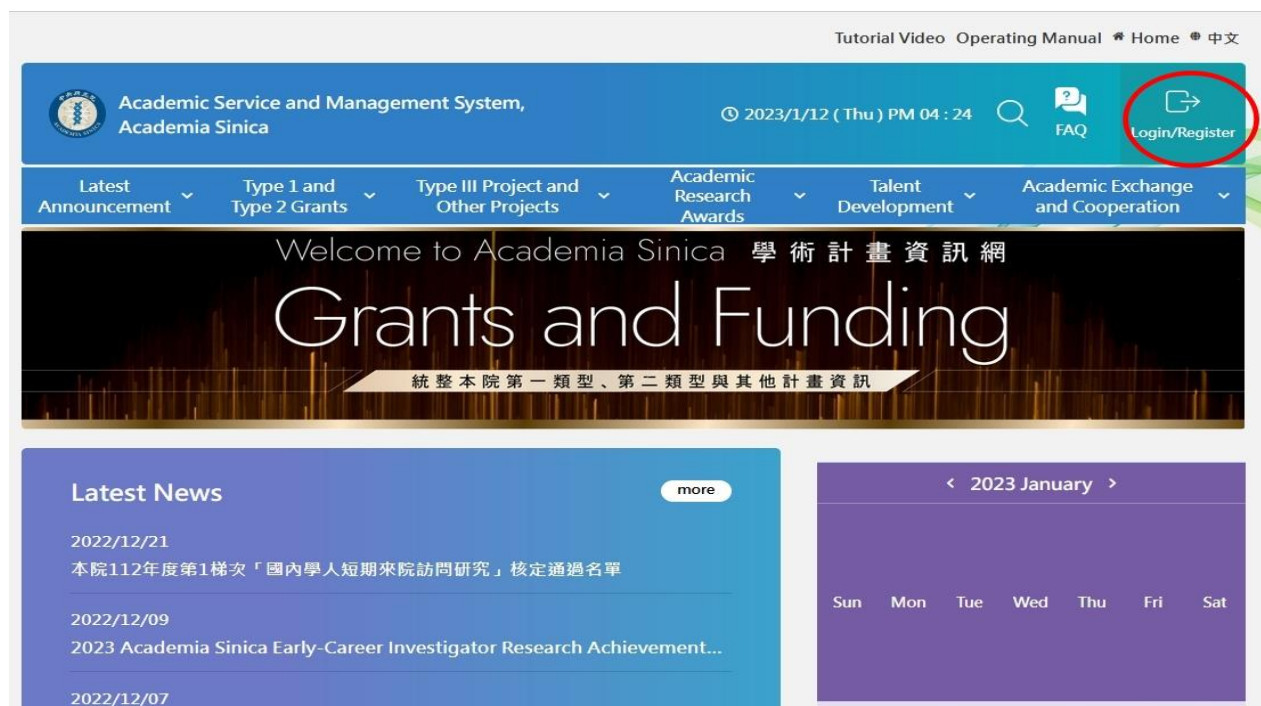 Tutorial Video Operating Manual Home 中文
Academic Service and Management System,
Academia Sinica
2023/1/12 ( Thu ) PM 04 : 24
FAQ
Login/Register
Latest
Announcement
Type 1 and
Type 2 Grants
Type III Project and
Other Projects
Academic
Research
Awards
Talent
Development
Academic Exchange
and Cooperation
Welcome to Academia Sinica 學術計畫資訊網
Grants and Funding
統整本院第一類型、第二類型與其他計畫資訊
Latest News
more
2022/12/21
本院112年度第1梯次「國內學人短期來院訪問研究」核定通過名單
2022/12/09
2023 Academia Sinica Early-Career Investigator Research Achievement...
2022/12/07
< 2023 January >
Sun Mon Tue Wed Thu Fri Sat